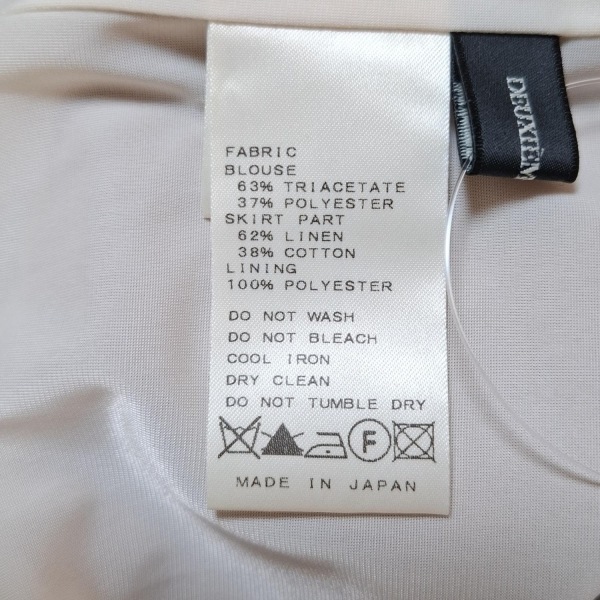 FABRIC
BLOUSE
63% TRIACETATE
37% POLYESTER
SKIRT PART
62% LINEN
38% COTTON
LINING
100% POLYESTER
DO NOT WASH
DO NOT BLEACH
COOL IRON
DRY CLEAN
DO NOT TUMBLE DRY
F
MADE IN JAPAN